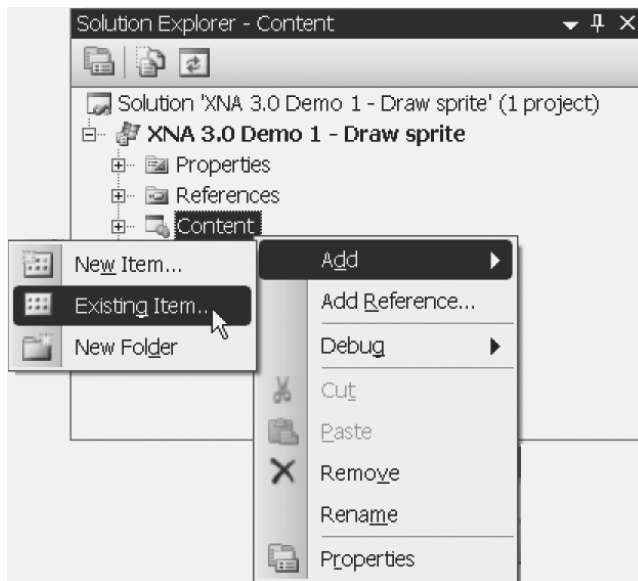 Solution Explorer - Content
Solution 'XNA 3.0 Demo 1 - Draw sprite' (1 project)
XNA 3.0 Demo 1 - Draw sprite
Properties
References
Content
New Item...
Existing Item...
New Folder
Add
Add Reference...
Debug
Cut
Paste
Remove
Rename
Properties